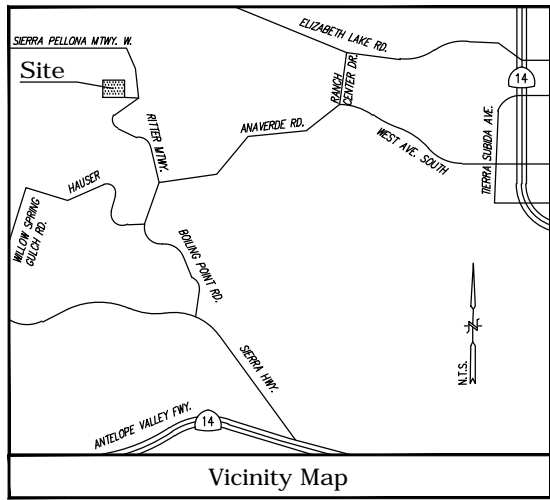 ELIZABETH LAKE RD.
SIERRA PELLONA MTWY. W.
Site
14
RANCH
CENTER DR.
RITTER MTWY.
ANAVERDE RD.
TIERRA SUBIDA AVE.
WEST AVE. SOUTH
HAUSER
WILLOW SPRING
GULCH RD.
BOILING POINT RD.
N
N.T.S.
SIERRA HWY.
ANTELOPE VALLEY FWY.
14
Vicinity Map